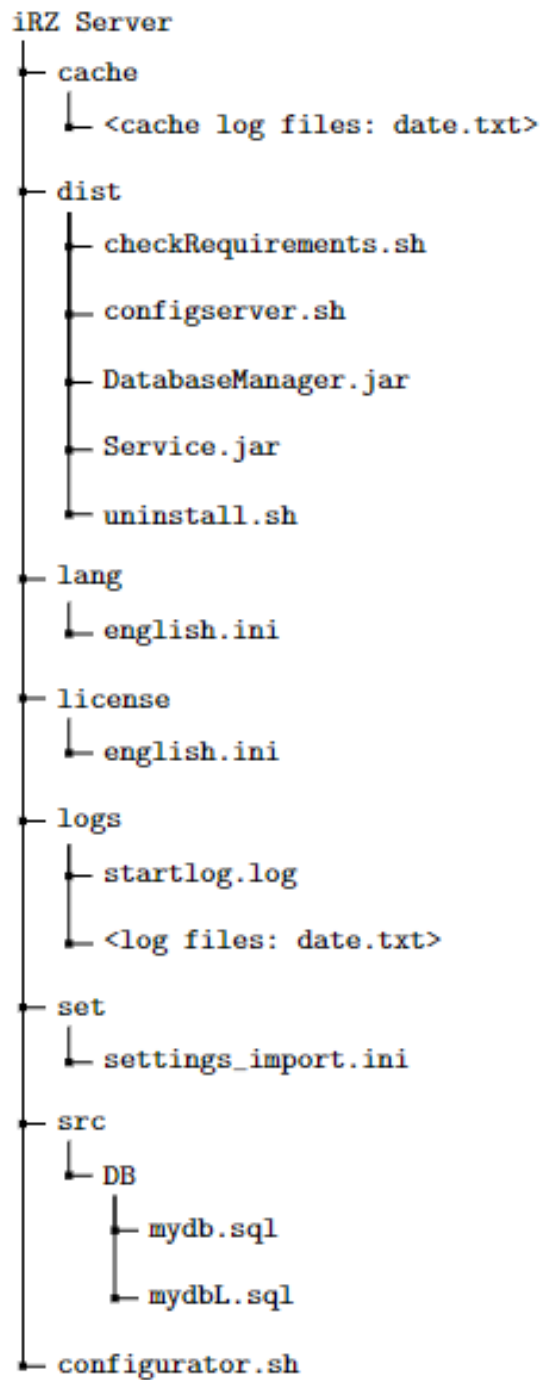 iRZ Server
cache
<cache log files: date.txt>
dist
checkRequirements.sh
configserver.sh
DatabaseManager.jar
Service.jar
uninstall.sh
lang
english.ini
license
english.ini
logs
startlog.log
<log files: date.txt>
set
settings_import.ini
src
DB
mydb.sql
mydbL.sql
configurator.sh